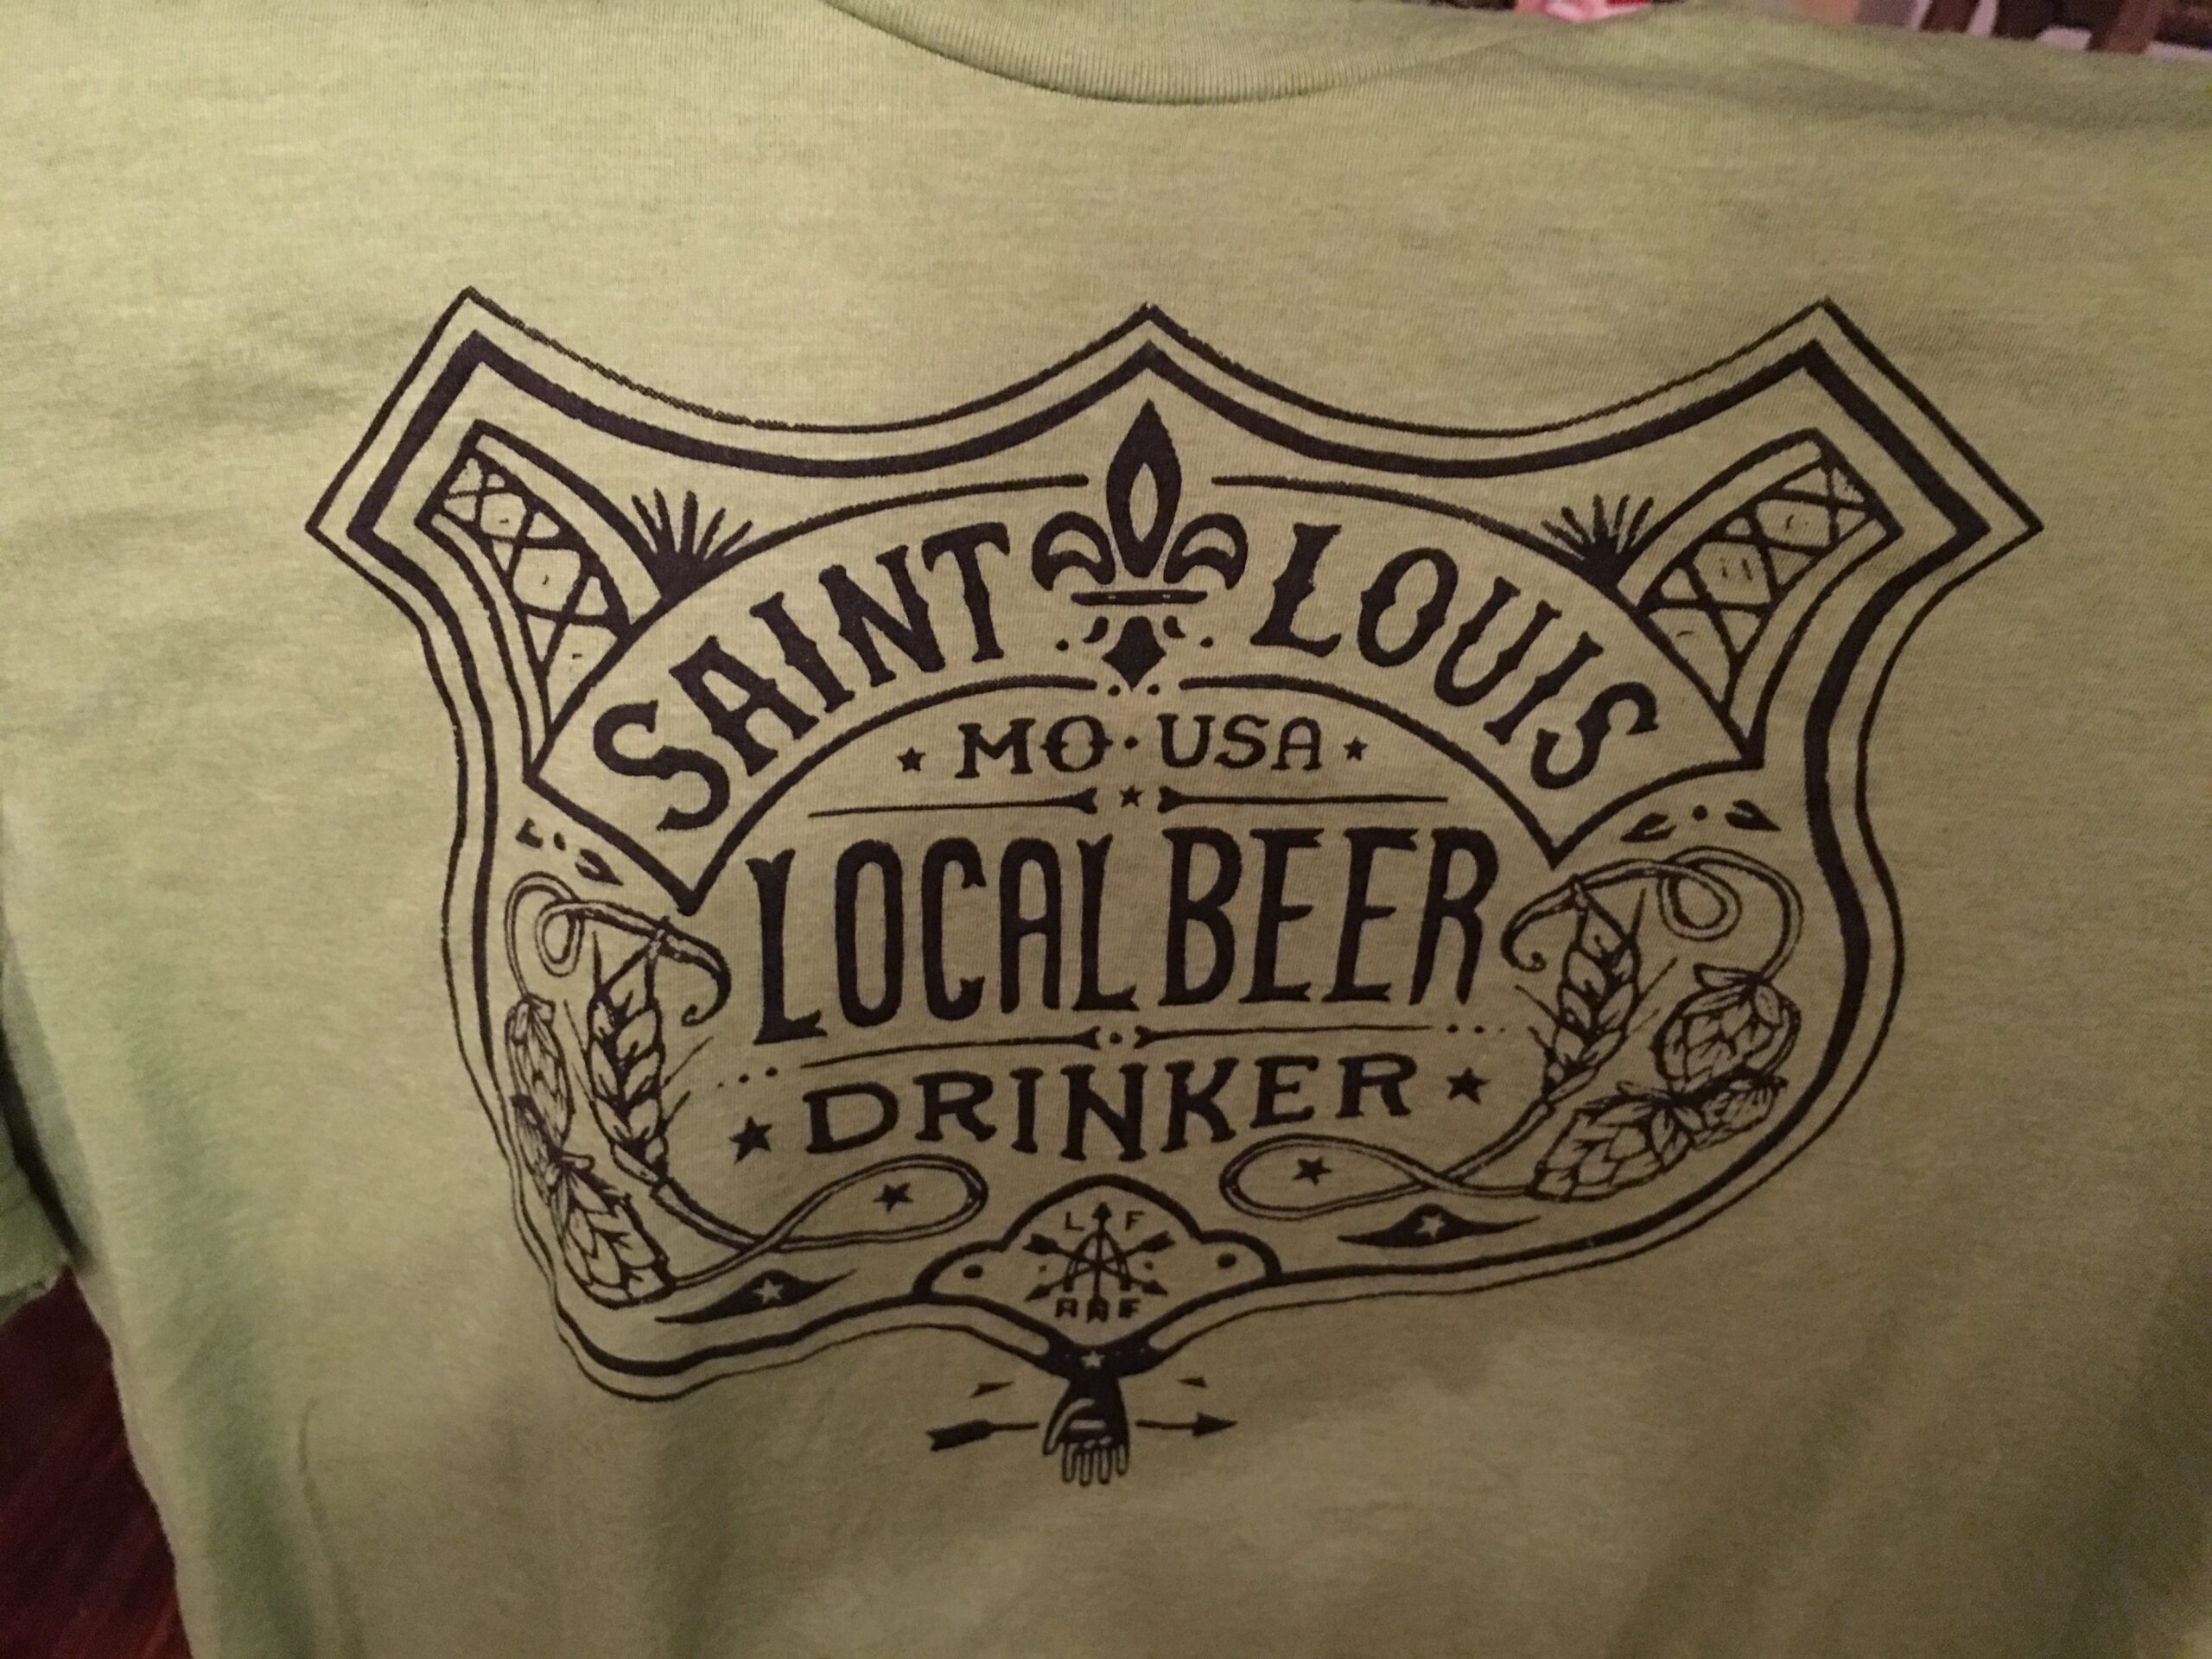 SAINT LOUIS
MO · USA
LOCAL BEER
DRINKER
L F
A F